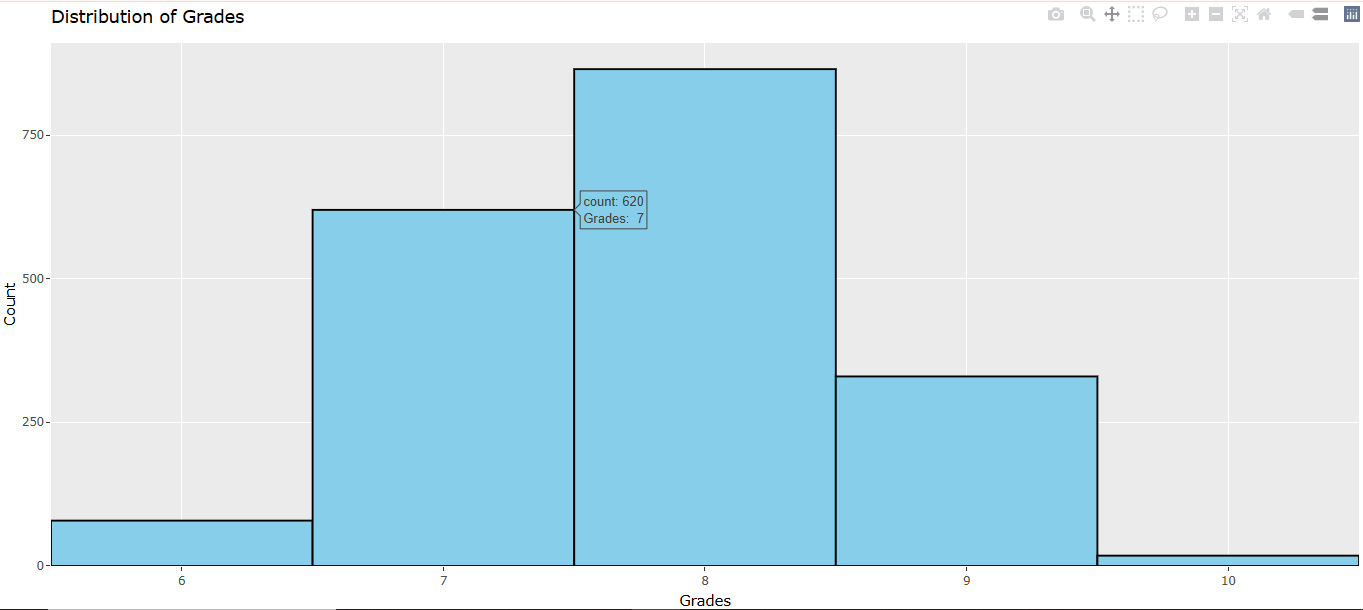 Distribution of Grades
750
500
250
0
Count
count: 620
Grades: 7
6 7 8 9 10
Grades